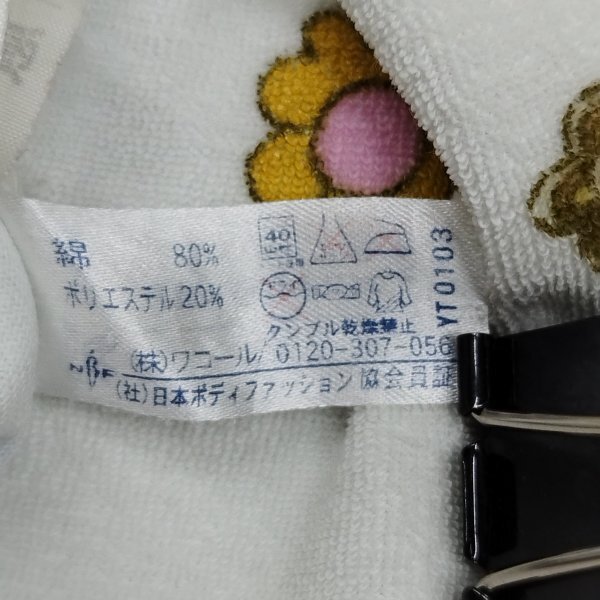 綿 80%
ポリエステル 20%
タンブル乾燥禁止
(株)ワコール/0120-307-056
(社)日本ボディファッション協会員証
NBF
YT0103